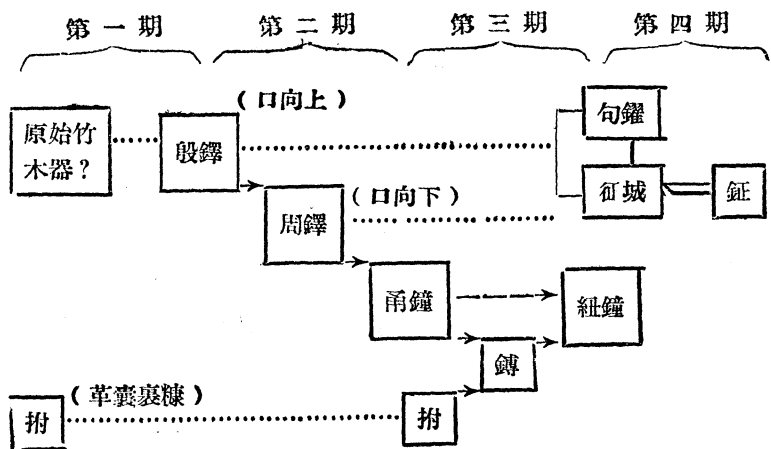 第一期 第二期 第三期 第四期
(口向上)
原始竹
木器?
殷鐸
句鑃
(口向下)
周鐸
征城
鉦
甬鐘
紐鐘
鎛
(革囊裹糠)
拊
拊